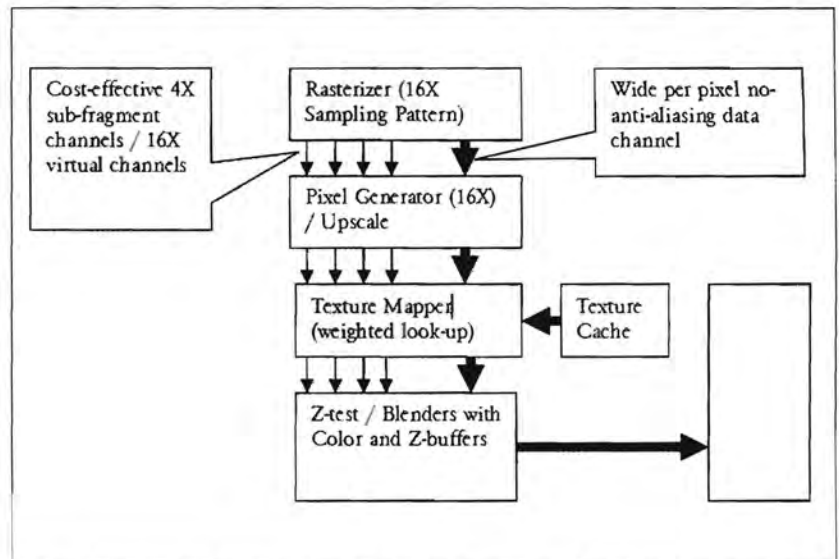 Cost-effective 4X
sub-fragment
channels / 16X
virtual channels
Rasterizer (16X
Sampling Pattern)
Wide per pixel no-
anti-aliasing data
channel
Pixel Generator (16X)
/ Upscale
Texture Mapper
(weighted look-up)
Texture
Cache
Z-test / Blenders with
Color and Z-buffers